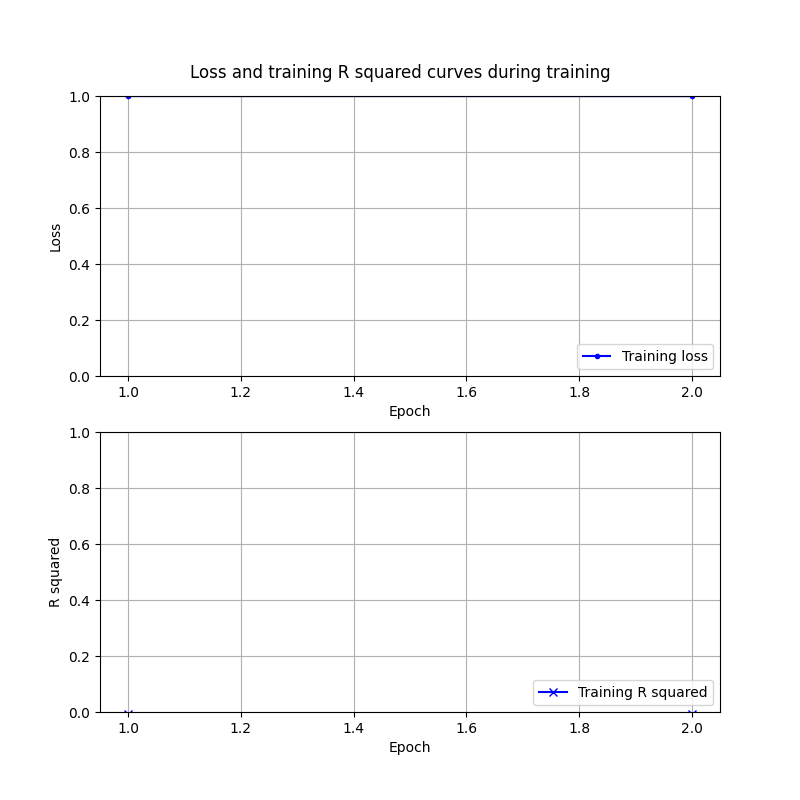 Loss and training R squared curves during training
1.0
0.8
0.6
0.4
0.2
0.0
Loss
Training loss
1.0 1.2 1.4 1.6 1.8 2.0
Epoch
1.0
0.8
0.6
0.4
0.2
0.0
R squared
Training R squared
1.0 1.2 1.4 1.6 1.8 2.0
Epoch